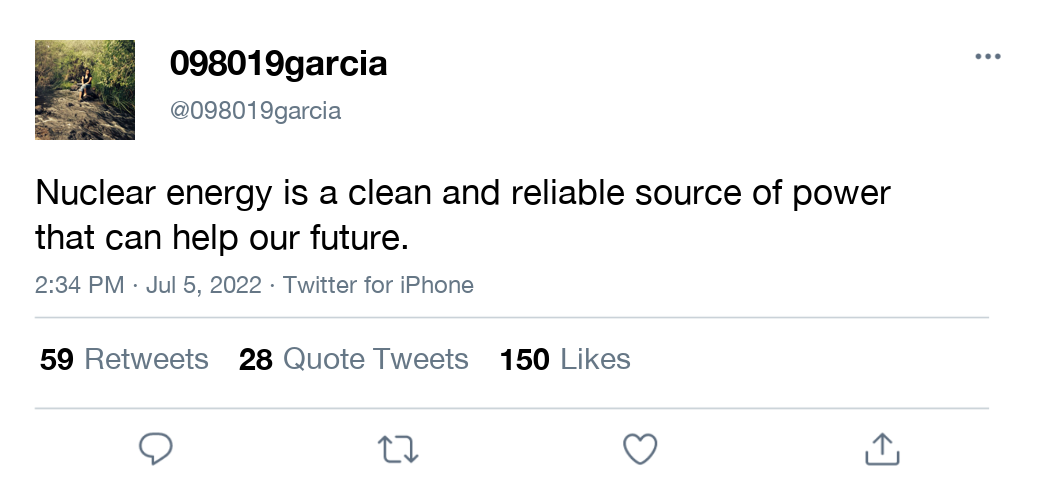 098019garcia
@098019garcia
Nuclear energy is a clean and reliable source of power
that can help our future.
2:34 PM · Jul 5, 2022 · Twitter for iPhone
59 Retweets 28 Quote Tweets 150 Likes